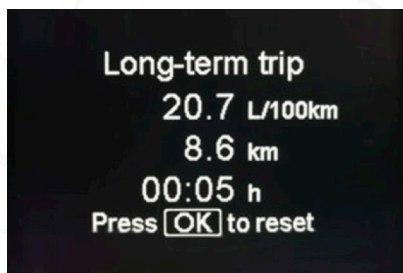 Long-term trip
20.7 L/100km
8.6 km
00:05 h
Press OK to reset